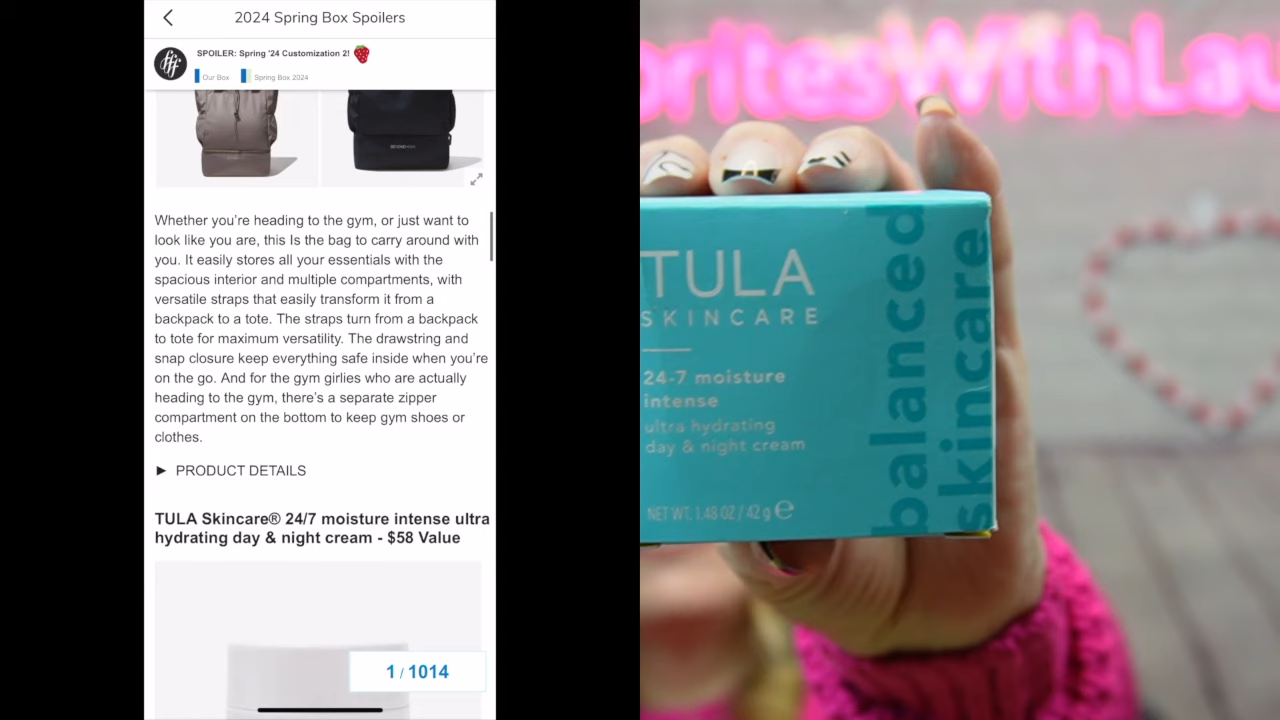 2024 Spring Box Spoilers
SPOILER: Spring '24 Customization 2!
Our Box
Spring Box 2024
BEYOND
Whether you're heading to the gym, or just want to
look like you are, this Is the bag to carry around with
you. It easily stores all your essentials with the
spacious interior and multiple compartments, with
versatile straps that easily transform it from a
backpack to a tote. The straps turn from a backpack
to tote for maximum versatility. The drawstring and
snap closure keep everything safe inside when you're
on the go. And for the gym girlies who are actually
heading to the gym, there's a separate zipper
compartment on the bottom to keep gym shoes or
clothes.
► PRODUCT DETAILS
TULA Skincare® 24/7 moisture intense ultra
hydrating day & night cream - $58 Value
1 / 1014
oritesWithLau
TULA
SKINCARE
24-7 moisture
intense
ultra hydrating
day & night cream
NET WT. 1.48 OZ / 42 g e
balanced
skincare